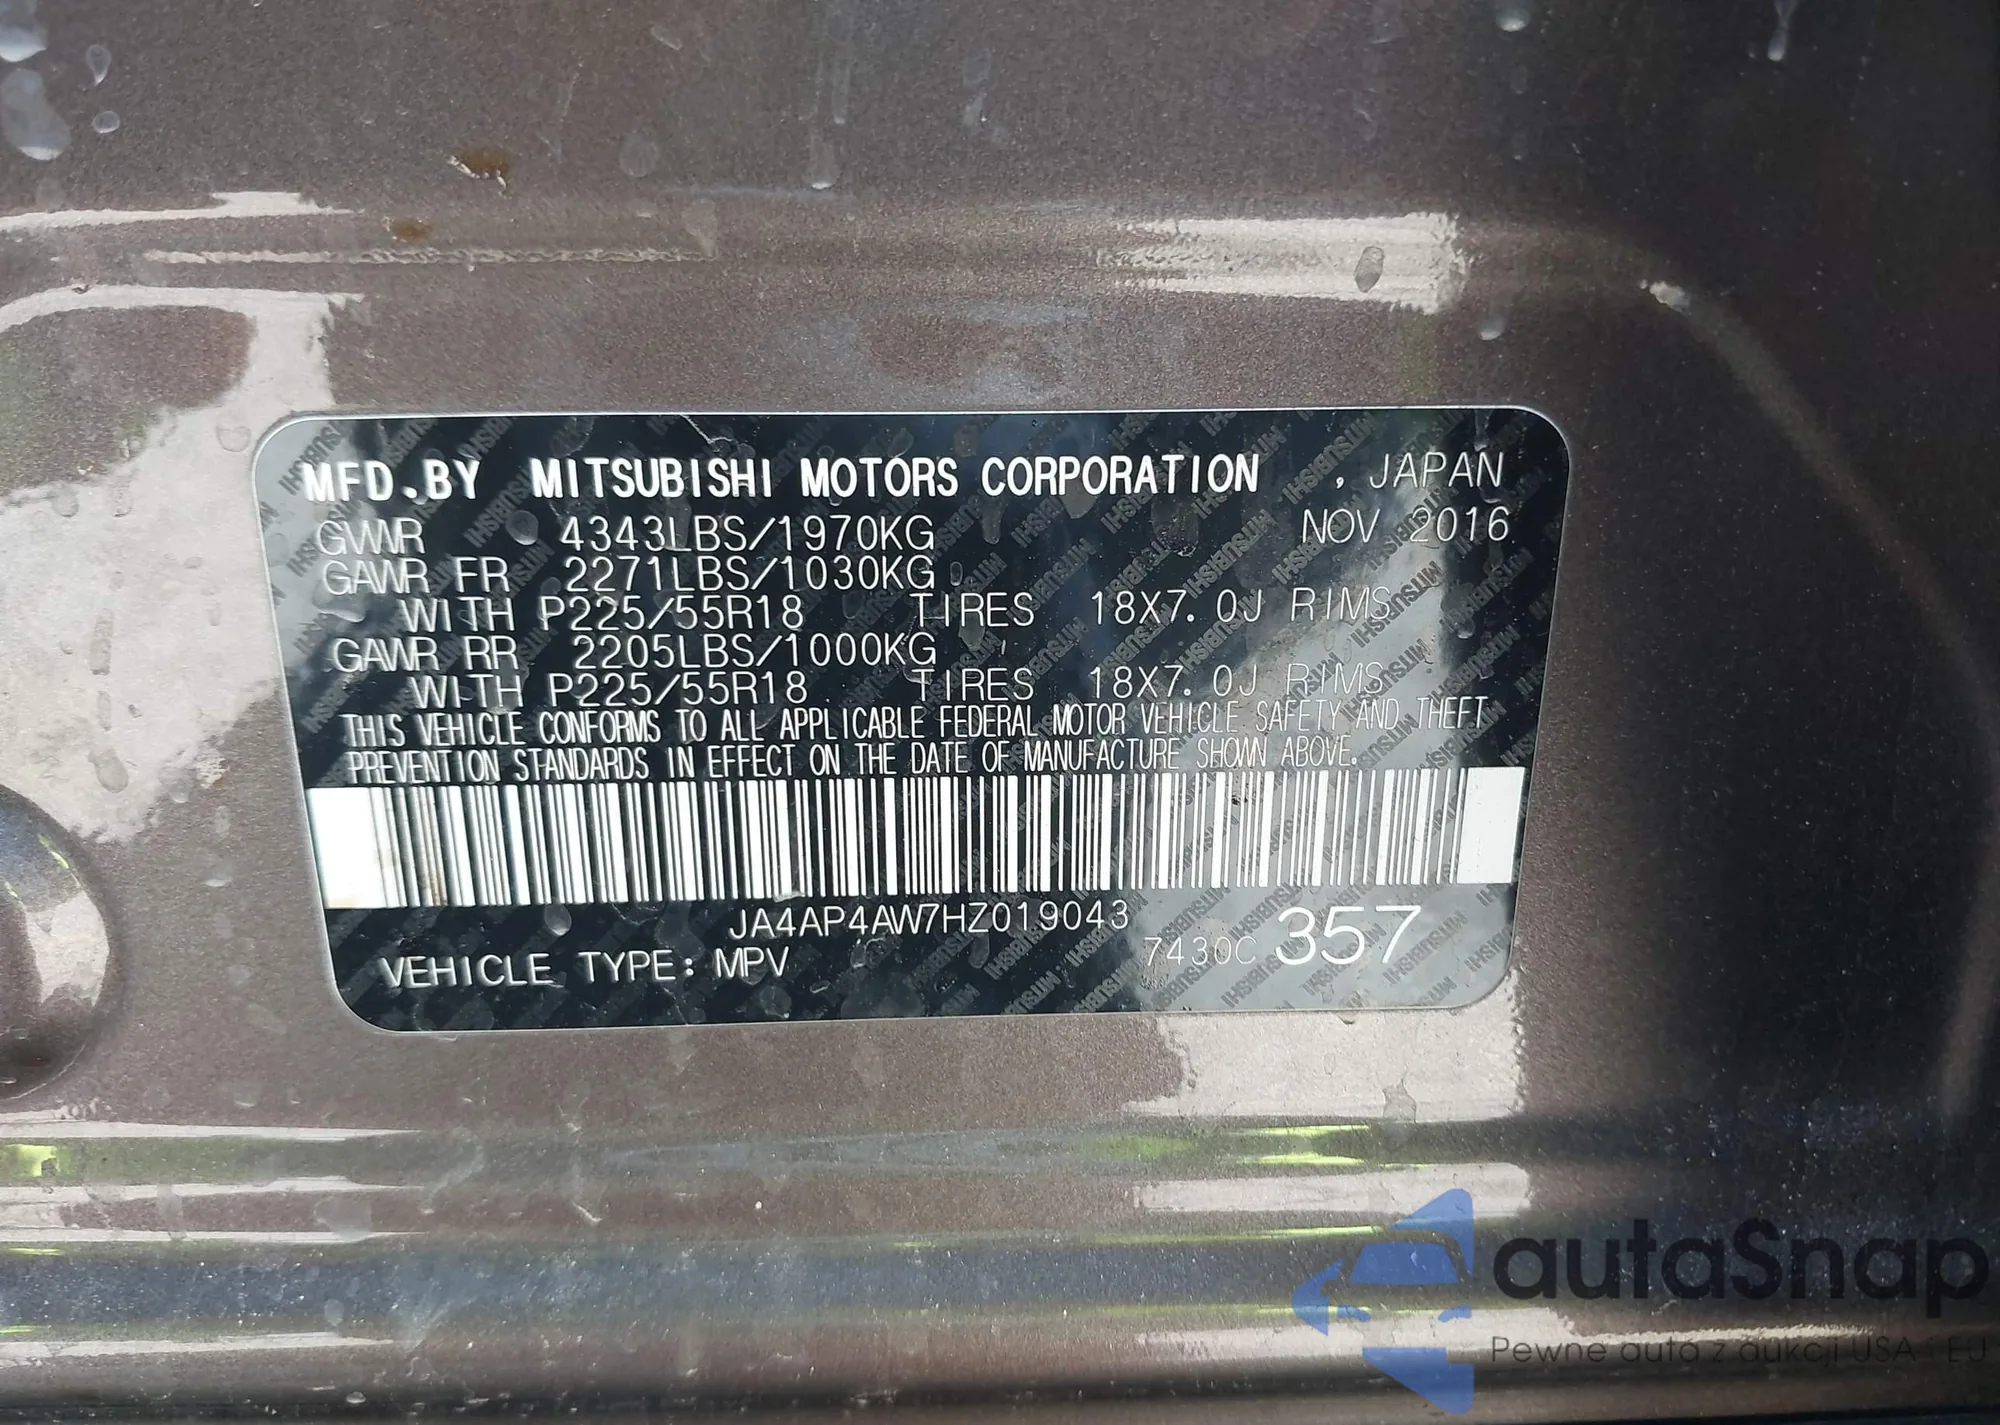 MFD.BY MITSUBISHI MOTORS CORPORATION , JAPAN
GVWR 4343LBS/1970KG NOV 2016
GAWR FR 2271LBS/1030KG
WITH P225/55R18 TIRES 18X7.0J RIMS
GAWR RR 2205LBS/1000KG
WITH P225/55R18 TIRES 18X7.0J RIMS
THIS VEHICLE CONFORMS TO ALL APPLICABLE FEDERAL MOTOR VEHICLE SAFETY AND THEFT
PREVENTION STANDARDS IN EFFECT ON THE DATE OF MANUFACTURE SHOWN ABOVE.
JA4AP4AW7HZ019043
VEHICLE TYPE: MPV 7430C 357
autaSnap
Pewne auta z aukcji USA i EU